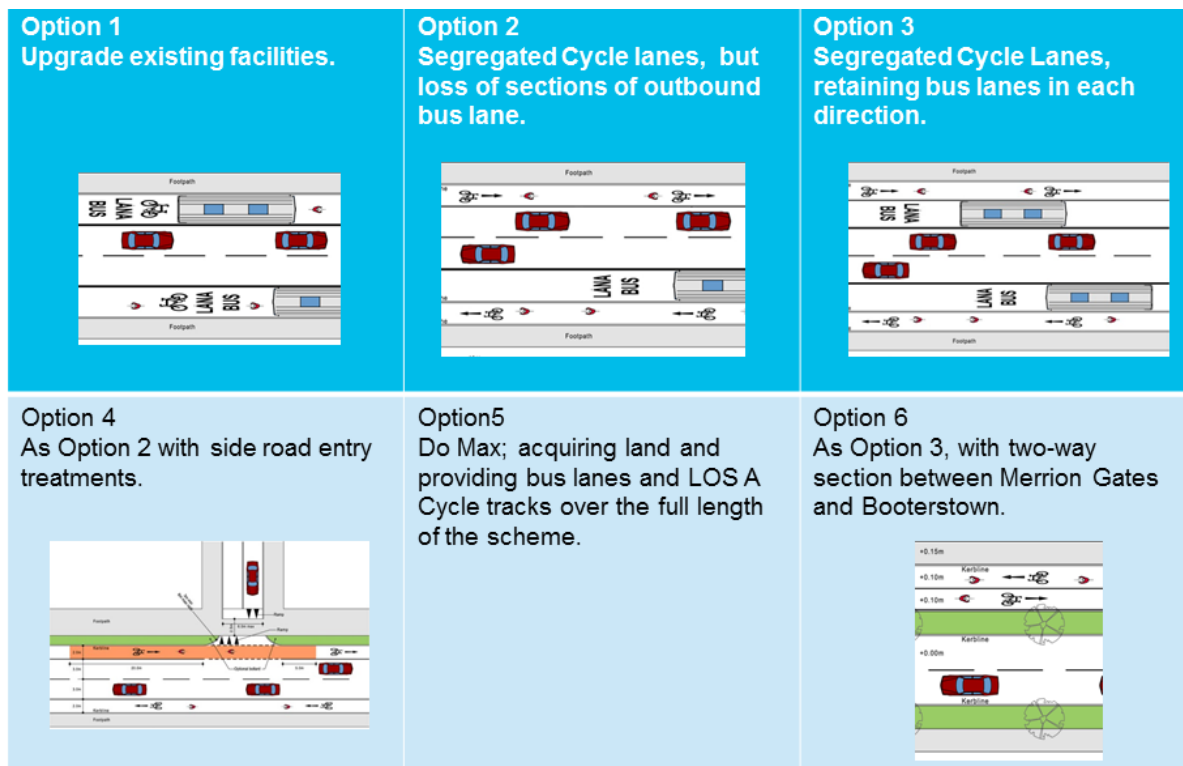 Option 1
Upgrade existing facilities.
Footpath
BUS
LANA
LANA
BUS
Footpath
Option 2
Segregated Cycle lanes, but
loss of sections of outbound
bus lane.
Footpath
LANA
BUS
Footpath
Option 3
Segregated Cycle Lanes,
retaining bus lanes in each
direction.
Footpath
BUS
LANA
LANA
BUS
Footpath
Option 4
As Option 2 with side road entry
treatments.
Ramp
Ramp
Footpath
Kerbline
Optional bollard
Kerbline
Footpath
Option5
Do Max; acquiring land and
providing bus lanes and LOS A
Cycle tracks over the full length
of the scheme.
Option 6
As Option 3, with two-way
section between Merrion Gates
and Booterstown.
+0.15m
Kerbline
+0.10m
+0.10m
Kerbline
+0.00m
Kerbline